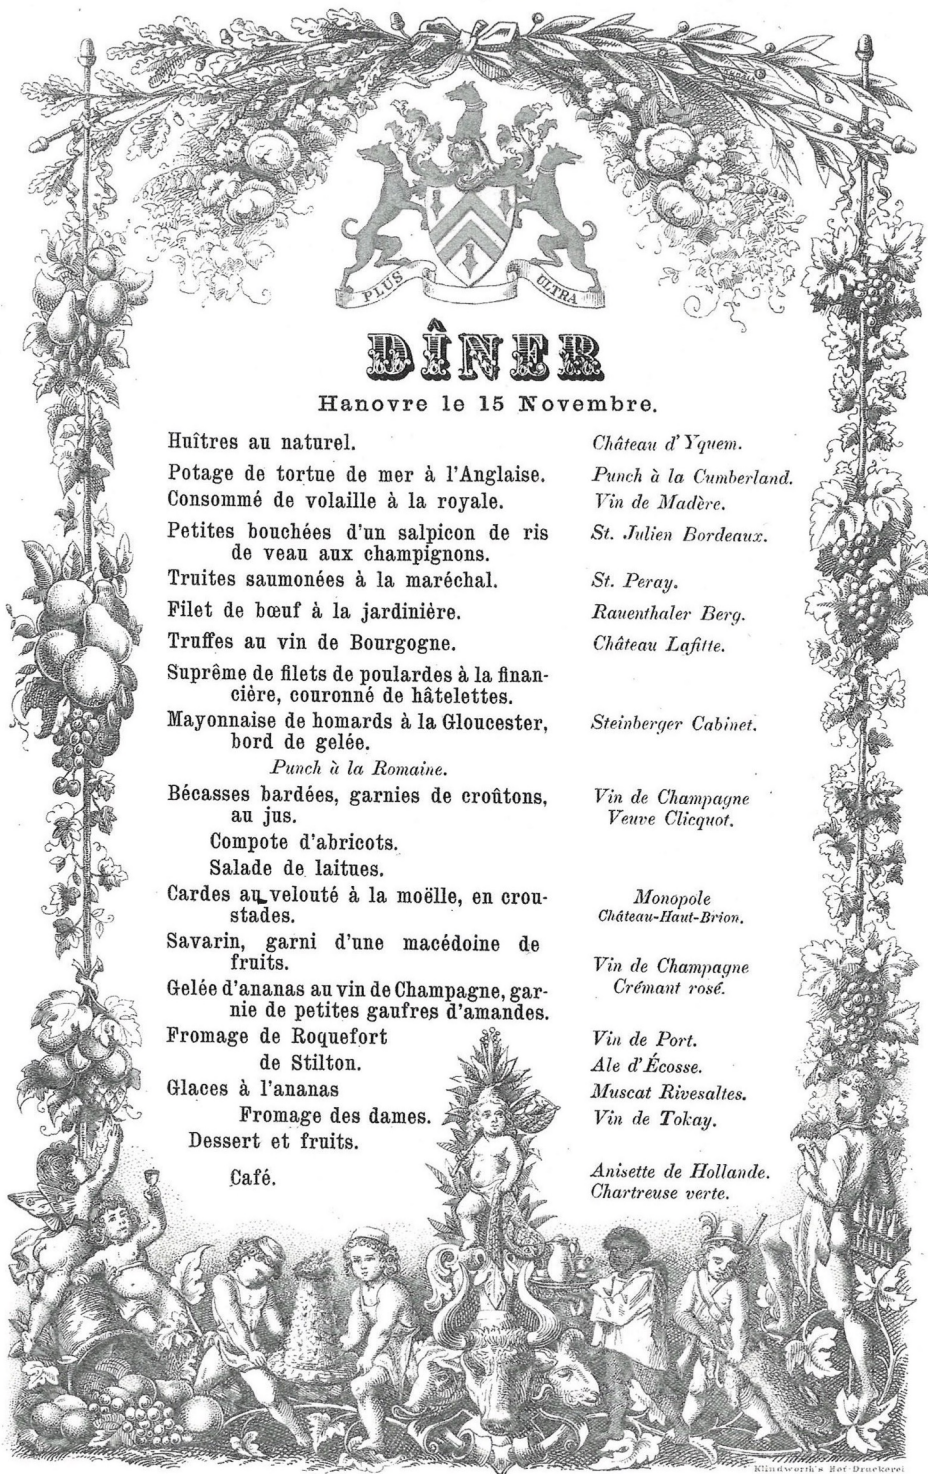 PLUS ULTRA
DÎNER
Hanovre le 15 Novembre.
Huîtres au naturel. Château d'Yquem.
Potage de tortue de mer à l'Anglaise. Punch à la Cumberland.
Consommé de volaille à la royale. Vin de Madère.
Petites bouchées d'un salpicon de ris St. Julien Bordeaux.
de veau aux champignons.
Truites saumonées à la maréchal. St. Peray.
Filet de bœuf à la jardinière. Rauenthaler Berg.
Truffes au vin de Bourgogne. Château Lafitte.
Suprême de filets de poulardes à la finan-
cière, couronné de hâtelettes.
Mayonnaise de homards à la Gloucester, Steinberger Cabinet.
bord de gelée.
Punch à la Romaine.
Bécasses bardées, garnies de croûtons, Vin de Champagne
au jus. Veuve Clicquot.
Compote d'abricots.
Salade de laitues.
Cardes au velouté à la moëlle, en crou- Monopole
stades. Château-Haut-Brion.
Savarin, garni d'une macédoine de
fruits. Vin de Champagne
Gelée d'ananas au vin de Champagne, gar- Crémant rosé.
nie de petites gaufres d'amandes.
Fromage de Roquefort Vin de Port.
de Stilton. Ale d'Écosse.
Glaces à l'ananas Muscat Rivesaltes.
Fromage des dames. Vin de Tokay.
Dessert et fruits.
Café. Anisette de Hollande.
Chartreuse verte.
Klindworth's Hof-Druckerei